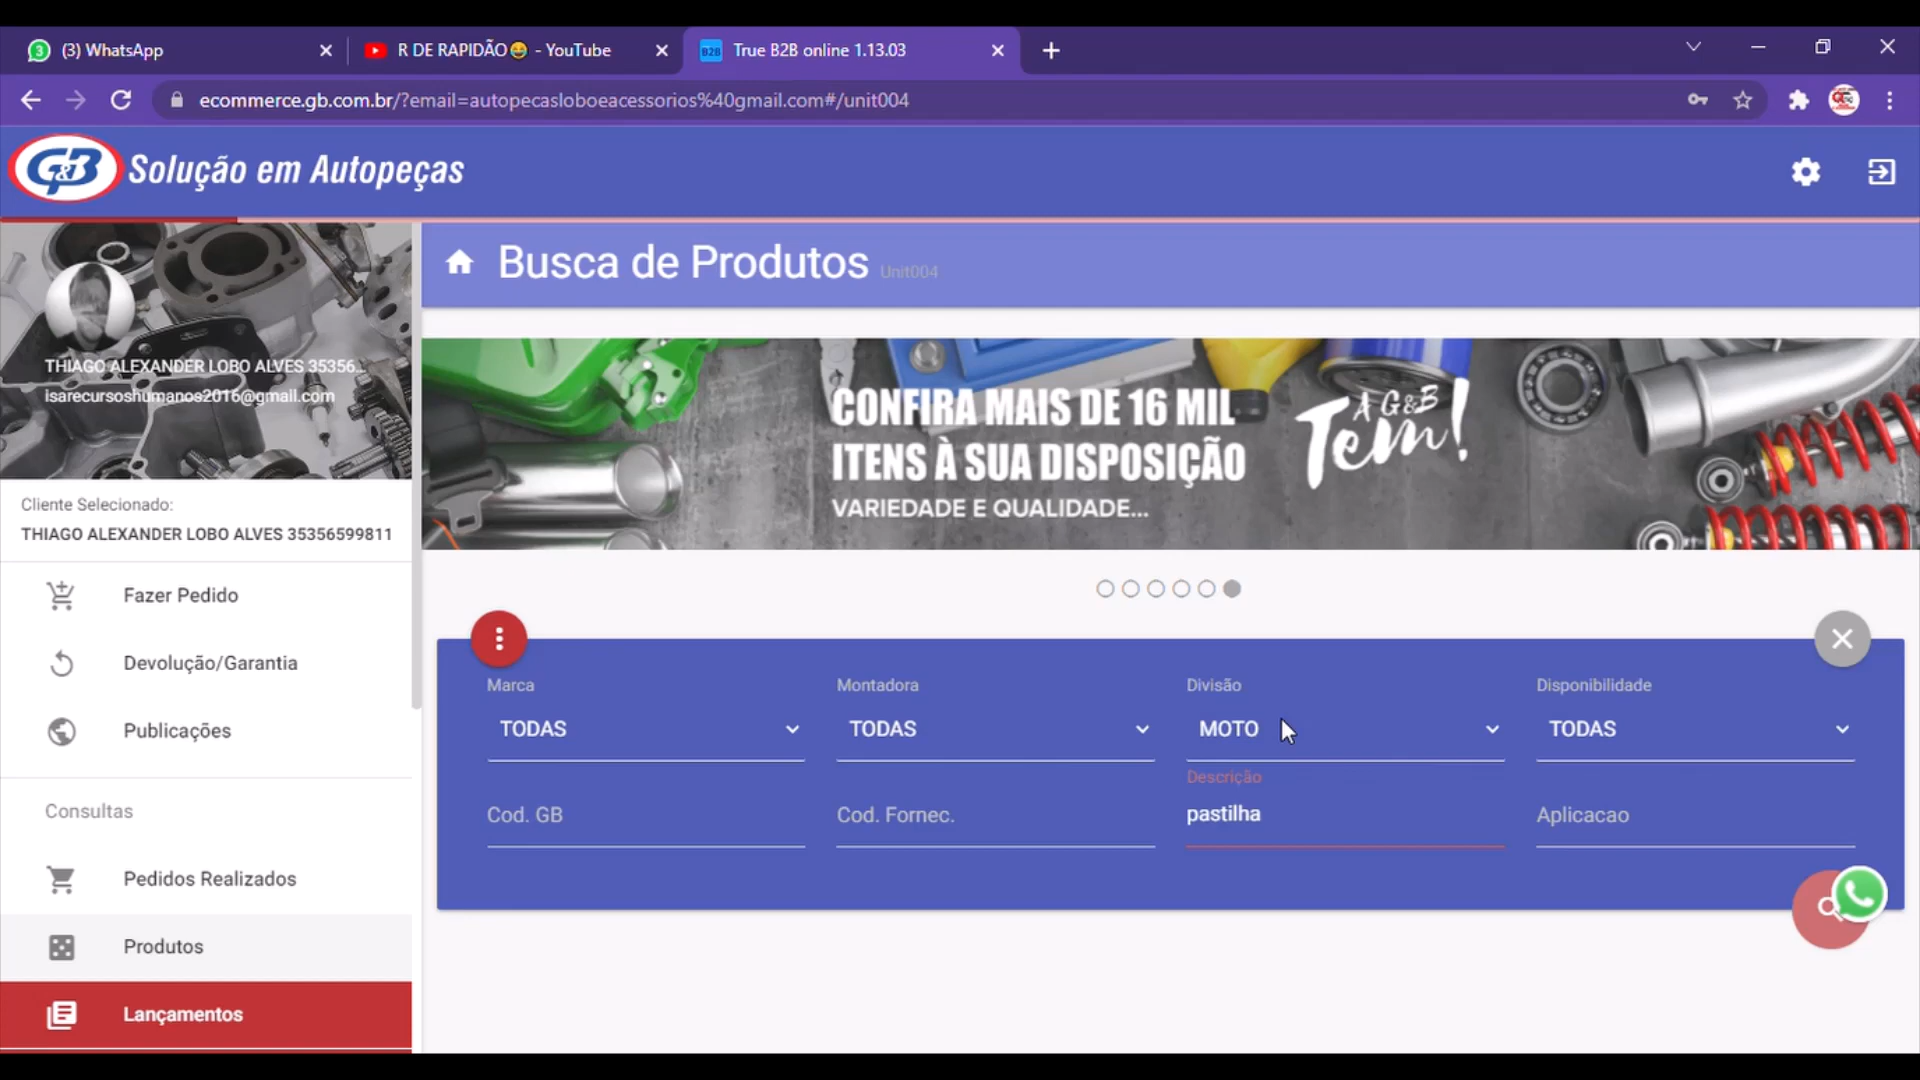 3 (3) WhatsApp
R DE RAPIDÃO😂 - YouTube
B2B True B2B online 1.13.03
ecommerce.gb.com.br/?email=autopecasloboeacessorios%40gmail.com#/unit004
G&B Solução em Autopeças
THIAGO ALEXANDER LOBO ALVES 35356...
isarecursoshumanos2016@gmail.com
Cliente Selecionado:
THIAGO ALEXANDER LOBO ALVES 35356599811
Fazer Pedido
Devolução/Garantia
Publicações
Consultas
Pedidos Realizados
Produtos
Lançamentos
Busca de Produtos Unit004
CONFIRA MAIS DE 16 MIL
ITENS À SUA DISPOSIÇÃO
VARIEDADE E QUALIDADE...
A G&B
Tem!
Marca
TODAS
Montadora
TODAS
Divisão
MOTO
Disponibilidade
TODAS
Cod. GB
Cod. Fornec.
Descrição
pastilha
Aplicacao